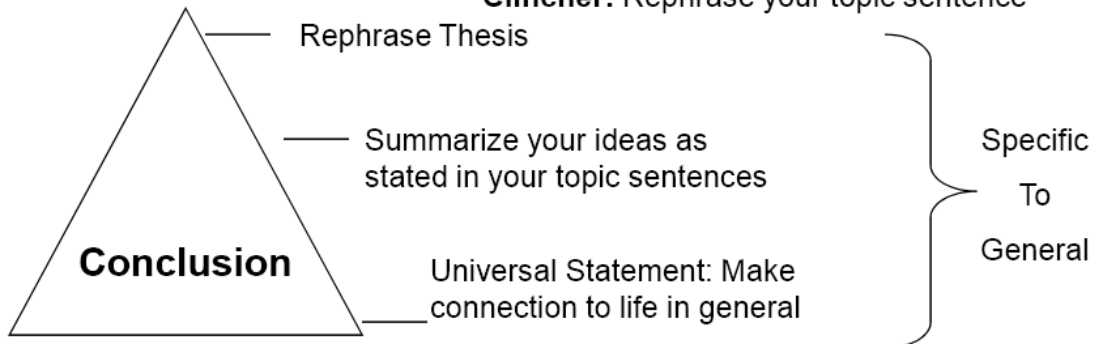 Clincher: Rephrase your topic sentence
Rephrase Thesis
Summarize your ideas as
stated in your topic sentences
Conclusion
Universal Statement: Make
connection to life in general
Specific
To
General